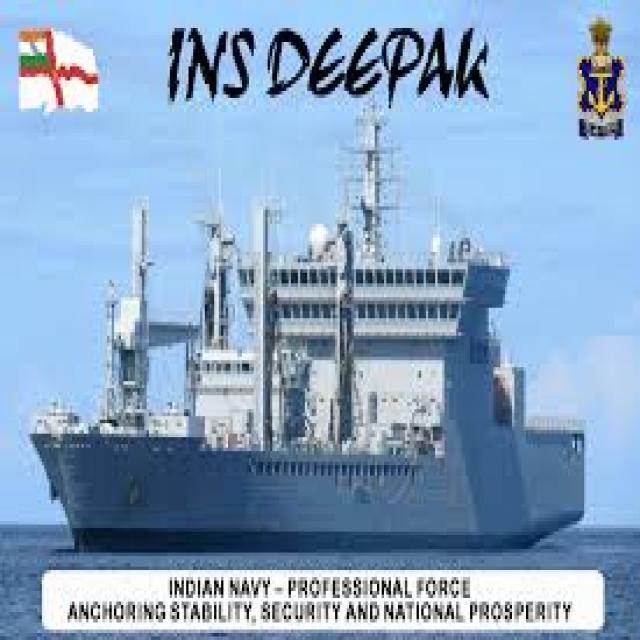 INS DEEPAK
INDIAN NAVY – PROFESSIONAL FORCE
ANCHORING STABILITY, SECURITY AND NATIONAL PROSPERITY